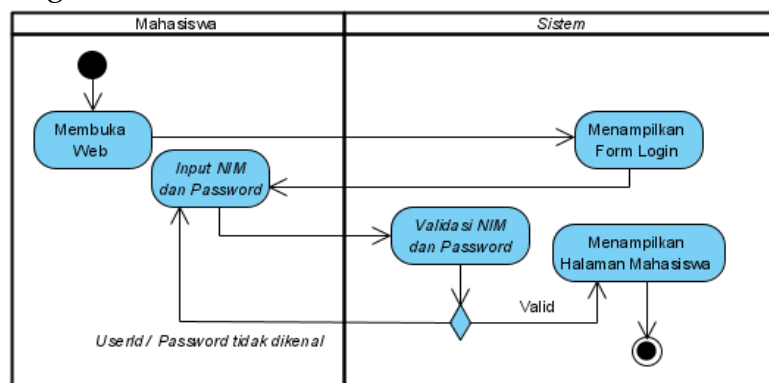 Mahasiswa
Sistem
Membuka
Web
Menampilkan
Form Login
Input NIM
dan Password
Validasi NIM
dan Password
Menampilkan
Halaman Mahasiswa
Valid
UserId / Password tidak dikenal